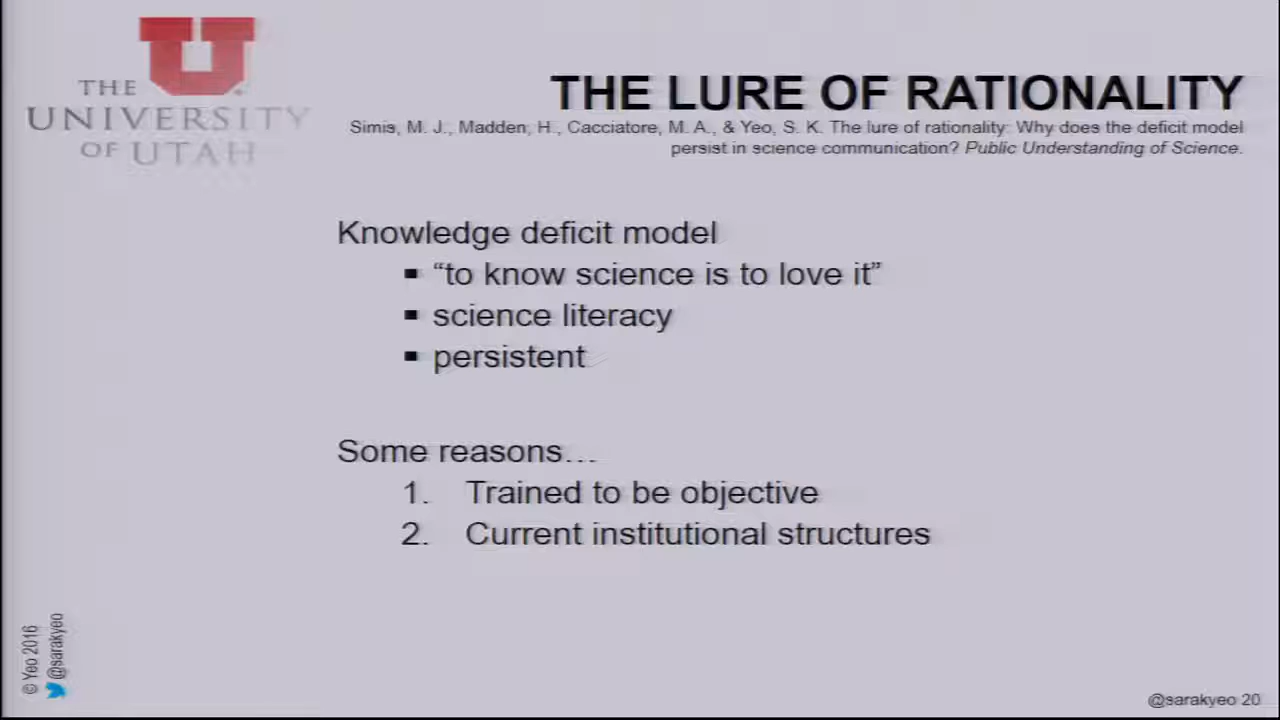 THE
UNIVERSITY
OF UTAH
THE LURE OF RATIONALITY
Simis, M. J., Madden, H., Cacciatore, M. A., & Yeo, S. K. The lure of rationality: Why does the deficit model
persist in science communication? Public Understanding of Science.
Knowledge deficit model
▪ “to know science is to love it”
▪ science literacy
▪ persistent
Some reasons…
1. Trained to be objective
2. Current institutional structures
© Yeo 2016
@sarakyeo
@sarakyeo 20